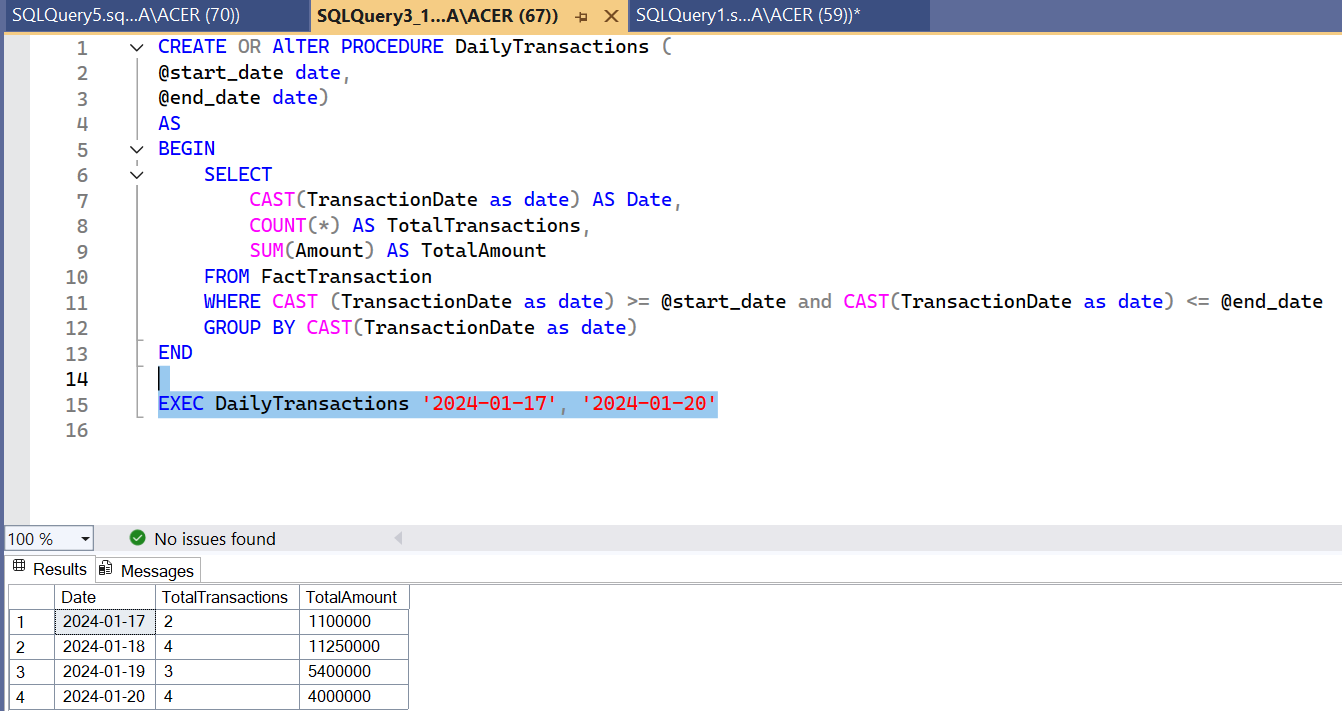 SQLQuery5.sq...A\ACER (70)) SQLQuery3_1...A\ACER (67)) SQLQuery1.s...A\ACER (59))*
1 CREATE OR AlTER PROCEDURE DailyTransactions (
2 @start_date date,
3 @end_date date)
4 AS
5 BEGIN
6 SELECT
7 CAST(TransactionDate as date) AS Date,
8 COUNT(*) AS TotalTransactions,
9 SUM(Amount) AS TotalAmount
10 FROM FactTransaction
11 WHERE CAST (TransactionDate as date) >= @start_date and CAST(TransactionDate as date) <= @end_date
12 GROUP BY CAST(TransactionDate as date)
13 END
14
15 EXEC DailyTransactions '2024-01-17', '2024-01-20'
16
100 % No issues found
Results Messages
Date TotalTransactions TotalAmount
1 2024-01-17 2 1100000
2 2024-01-18 4 11250000
3 2024-01-19 3 5400000
4 2024-01-20 4 4000000